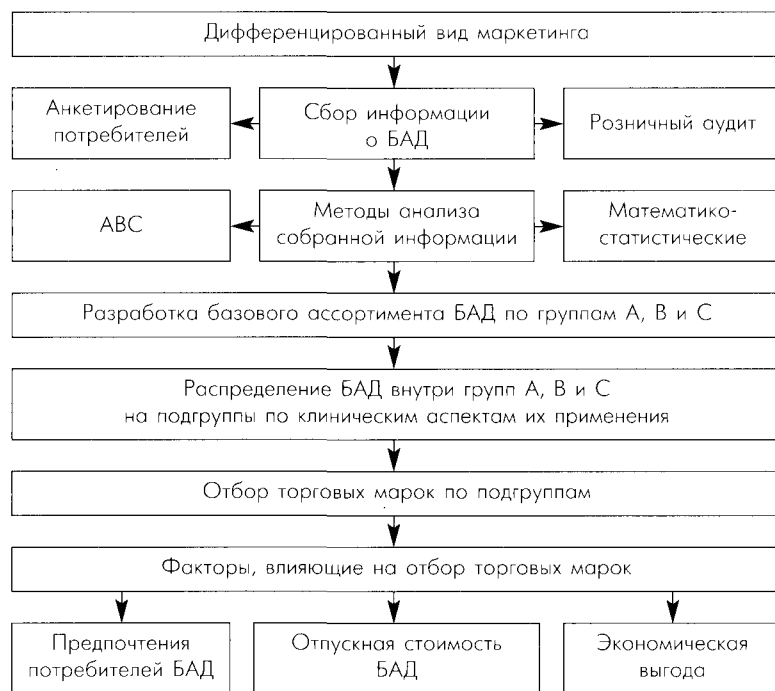 Дифференцированный вид маркетинга
Анкетирование
потребителей
Сбор информации
о БАД
Розничный аудит
АВС
Методы анализа
собранной информации
Математико-
статистические
Разработка базового ассортимента БАД по группам А, В и С
Распределение БАД внутри групп А, В и С
на подгруппы по клиническим аспектам их применения
Отбор торговых марок по подгруппам
Факторы, влияющие на отбор торговых марок
Предпочтения
потребителей БАД
Отпускная стоимость
БАД
Экономическая
выгода